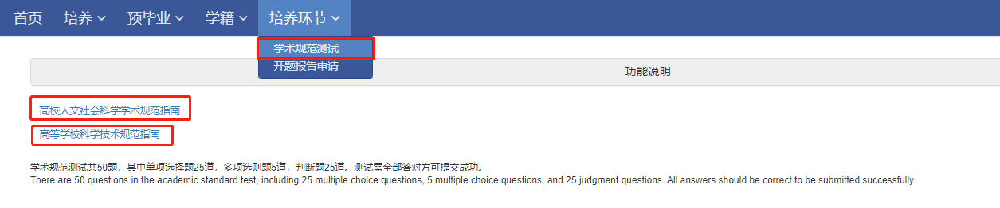 首页 培养 预毕业 学籍 培养环节
学术规范测试
开题报告申请
功能说明
高校人文社会科学学术规范指南
高等学校科学技术规范指南
学术规范测试共50题，其中单项选择题25道，多项选则题5道，判断题25道。测试需全部答对方可提交成功。
There are 50 questions in the academic standard test, including 25 multiple choice questions, 5 multiple choice questions, and 25 judgment questions. All answers should be correct to be submitted successfully.